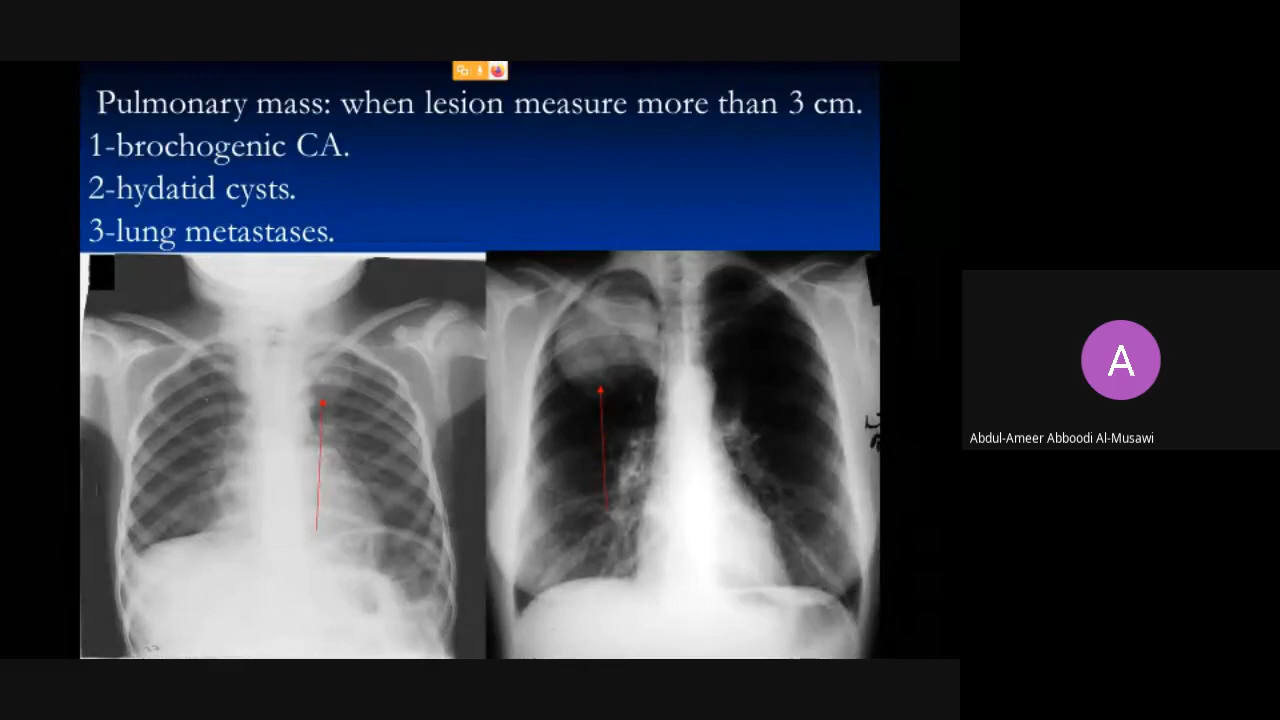 Pulmonary mass: when lesion measure more than 3 cm.
1-brochogenic CA.
2-hydatid cysts.
3-lung metastases.
A
Abdul-Ameer Abboodi Al-Musawi